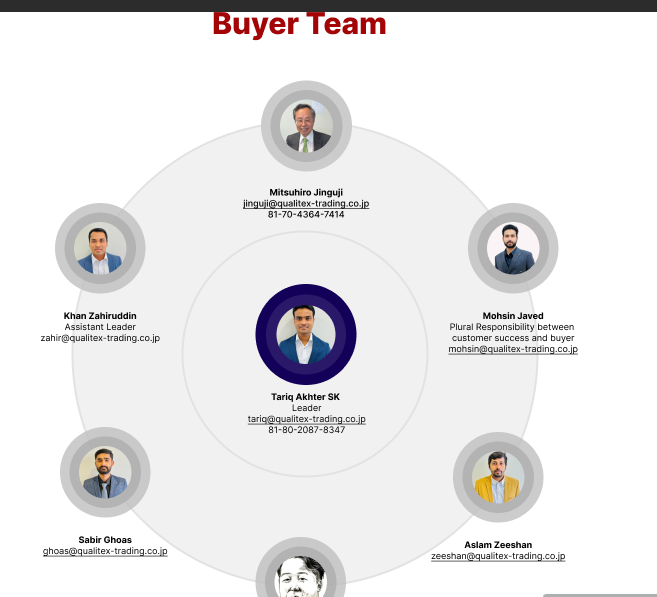 Buyer Team
Mitsuhiro Jinguji
jinguji@qualitex-trading.co.jp
81-70-4364-7414
Khan Zahiruddin
Assistant Leader
zahir@qualitex-trading.co.jp
Mohsin Javed
Plural Responsibility between
customer success and buyer
mohsin@qualitex-trading.co.jp
Tariq Akhter SK
Leader
tariq@qualitex-trading.co.jp
81-80-2087-8347
Sabir Ghoas
ghoas@qualitex-trading.co.jp
Aslam Zeeshan
zeeshan@qualitex-trading.co.jp